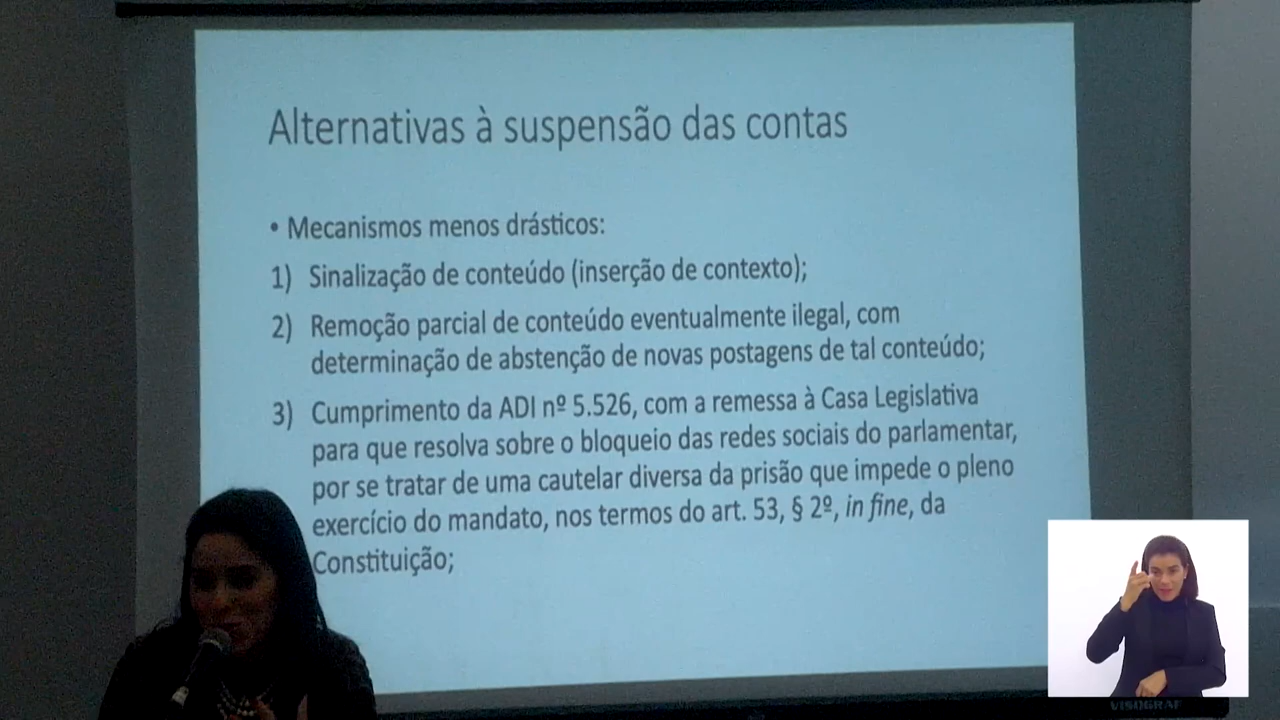 Alternativas à suspensão das contas
• Mecanismos menos drásticos:
1) Sinalização de conteúdo (inserção de contexto);
2) Remoção parcial de conteúdo eventualmente ilegal, com
determinação de abstenção de novas postagens de tal conteúdo;
3) Cumprimento da ADI nº 5.526, com a remessa à Casa Legislativa
para que resolva sobre o bloqueio das redes sociais do parlamentar,
por se tratar de uma cautelar diversa da prisão que impede o pleno
exercício do mandato, nos termos do art. 53, § 2º, in fine, da
Constituição;
VISOGRAF